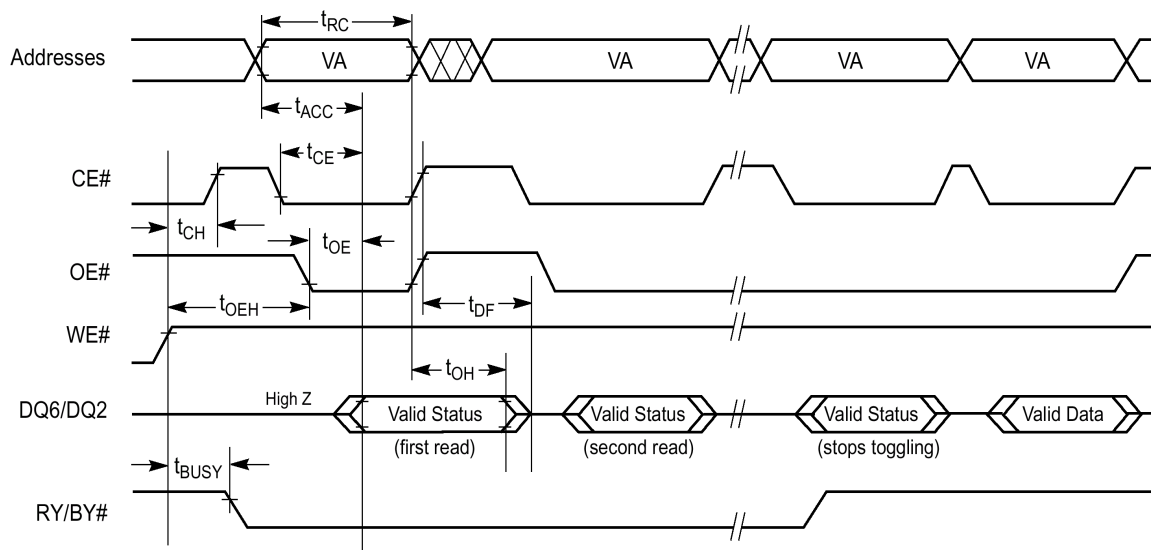 tRC
Addresses VA VA VA VA
tACC
tCE
CE#
tCH
tOE
OE#
tOEH
tDF
WE#
tOH
High Z
DQ6/DQ2 Valid Status Valid Status Valid Status Valid Data
(first read) (second read) (stops toggling)
tBUSY
RY/BY#